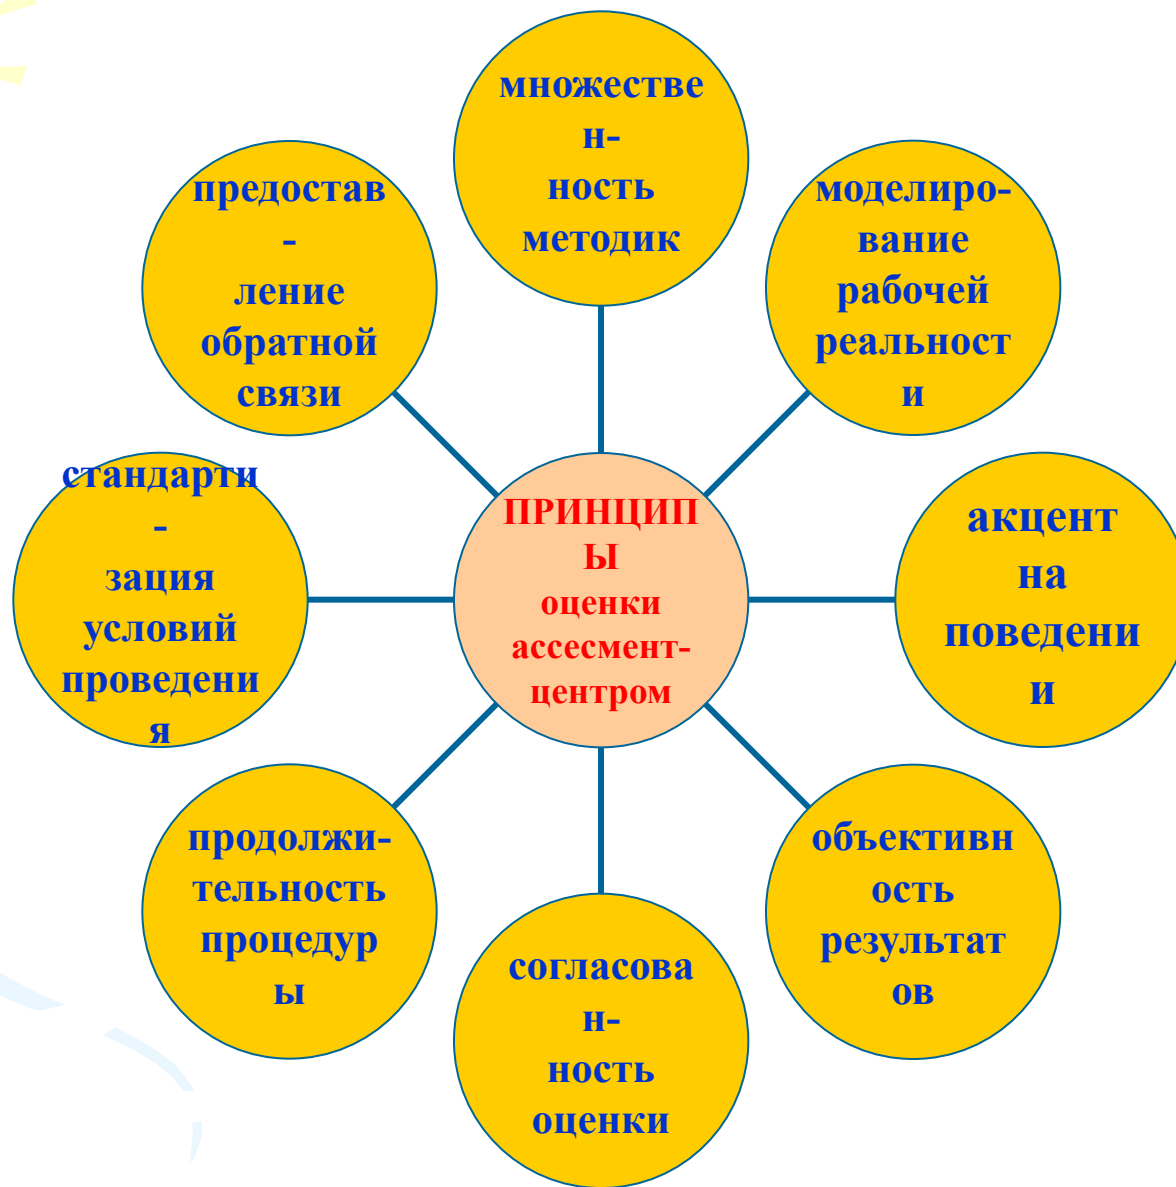 множестве
н-
ность
методик
моделиро-
вание
рабочей
реальност
и
акцент
на
поведени
и
объективн
ость
результат
ов
согласова
н-
ность
оценки
продолжи-
тельность
процедур
ы
стандарти
-
зация
условий
проведени
я
предостав
-
ление
обратной
связи
ПРИНЦИП
Ы
оценки
ассесмент-
центром